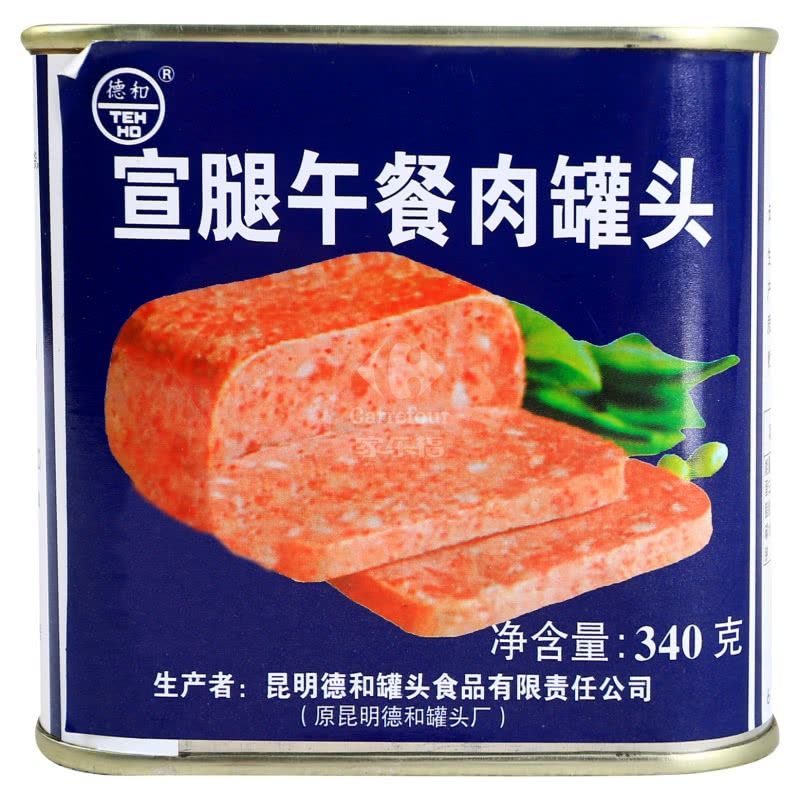 德和
TEH
HO
®
宣腿午餐肉罐头
Carrefour
家乐福
净含量:340克
生产者：昆明德和罐头食品有限责任公司
（原昆明德和罐头厂）